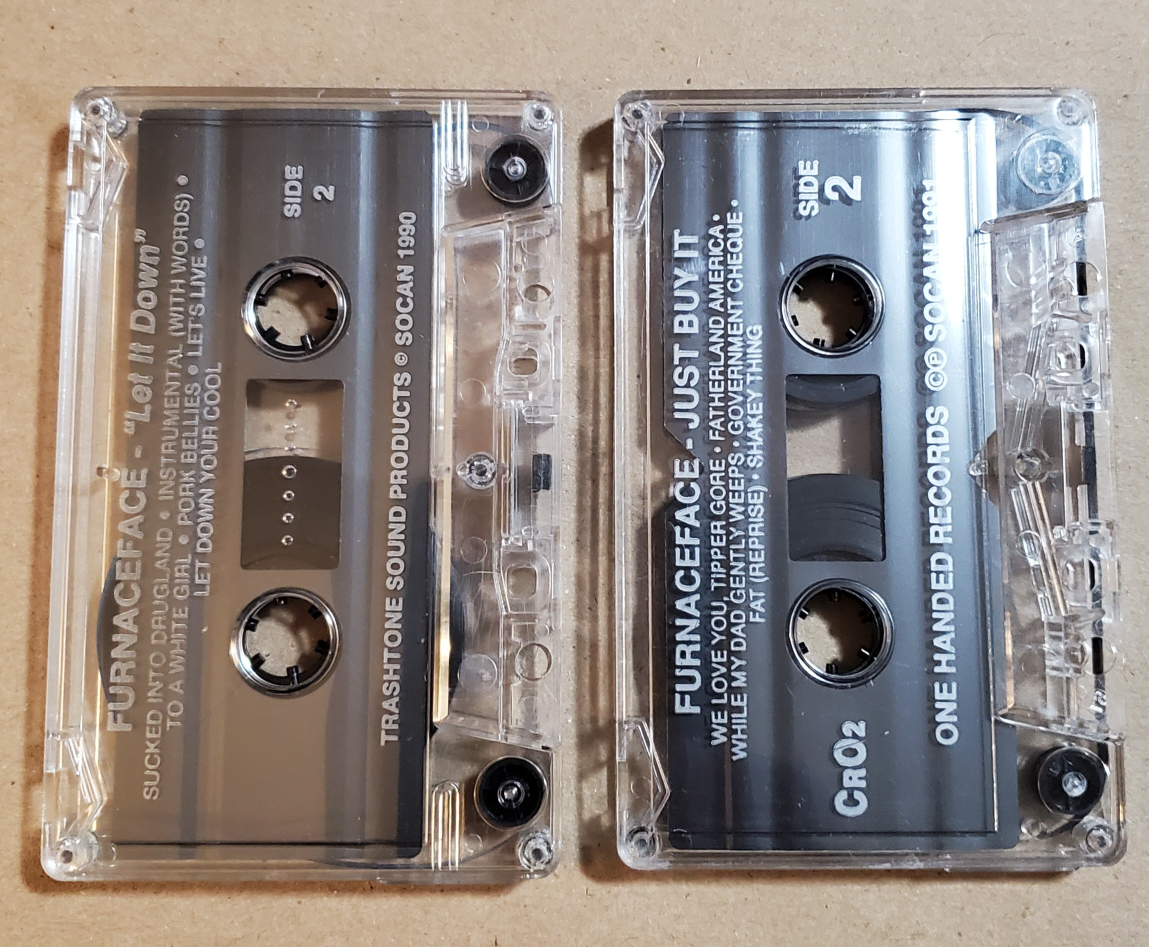 FURNACEFACE - "Let It Down"
SUCKED INTO DRUGLAND • INSTRUMENTAL (WITH WORDS) •
TO A WHITE GIRL • PORK BELLIES • LET'S LIVE •
LET DOWN YOUR COOL
SIDE
2
TRASHTONE SOUND PRODUCTS © SOCAN 1990
FURNACEFACE - JUST BUY IT
WE LOVE YOU, TIPPER GORE • FATHERLAND AMERICA •
WHILE MY DAD GENTLY WEEPS • GOVERNMENT CHEQUE •
FAT (REPRISE) • SHAKEY THING
SIDE
2
CRO2
ONE HANDED RECORDS ©℗ SOCAN 1991